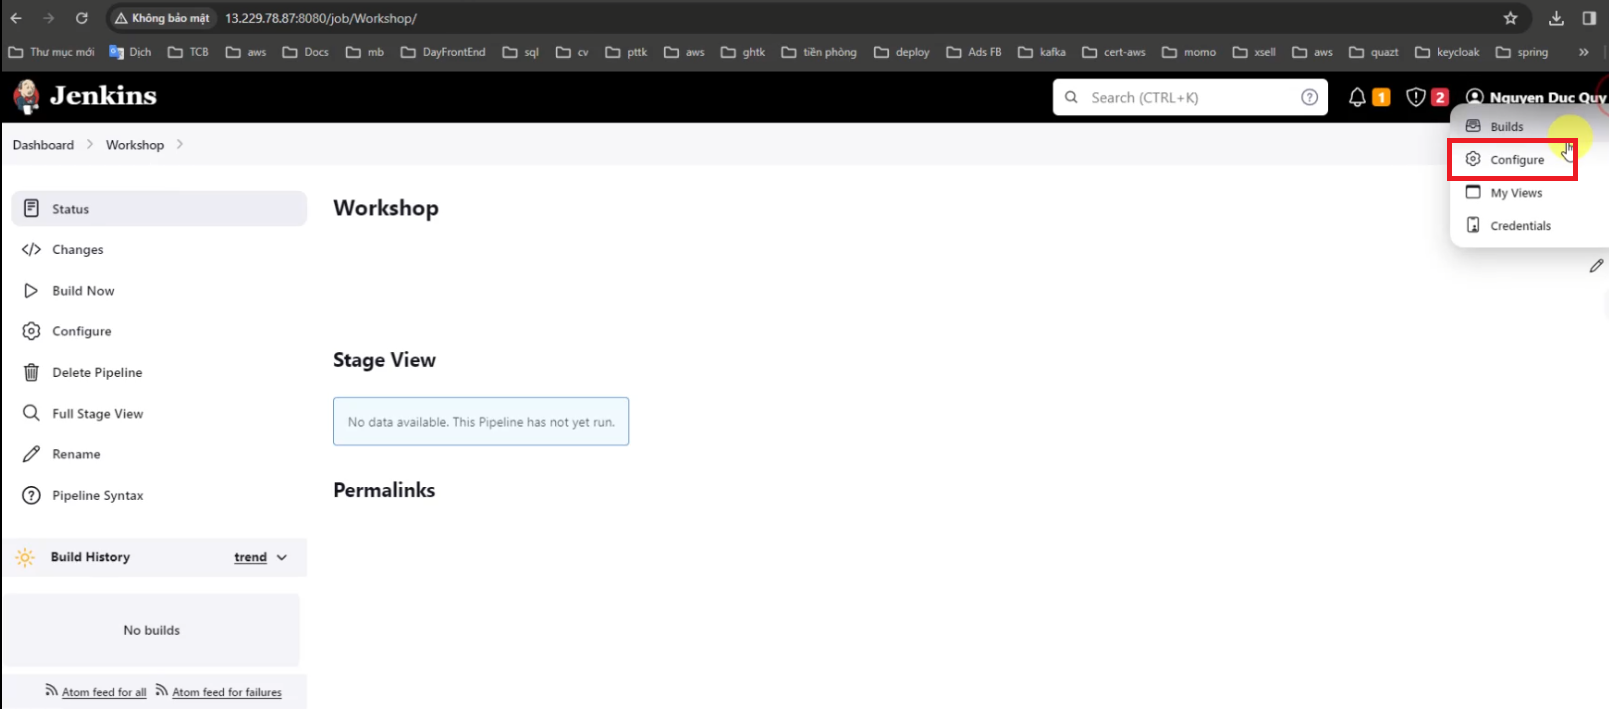 Không bảo mật 13.229.78.87:8080/job/Workshop/
Thư mục mới Dịch TCB aws Docs mb DayFrontEnd sql cv pttk aws ghtk tiền phòng deploy Ads FB kafka cert-aws momo xsell aws quazt keycloak spring »
Jenkins Search (CTRL+K) ? 1 2 Nguyen Duc Quy
Builds
Configure
My Views
Credentials
Dashboard > Workshop >
Status
Changes
Build Now
Configure
Delete Pipeline
Full Stage View
Rename
Pipeline Syntax
Build History trend
No builds
Atom feed for all Atom feed for failures
Workshop
Stage View
No data available. This Pipeline has not yet run.
Permalinks